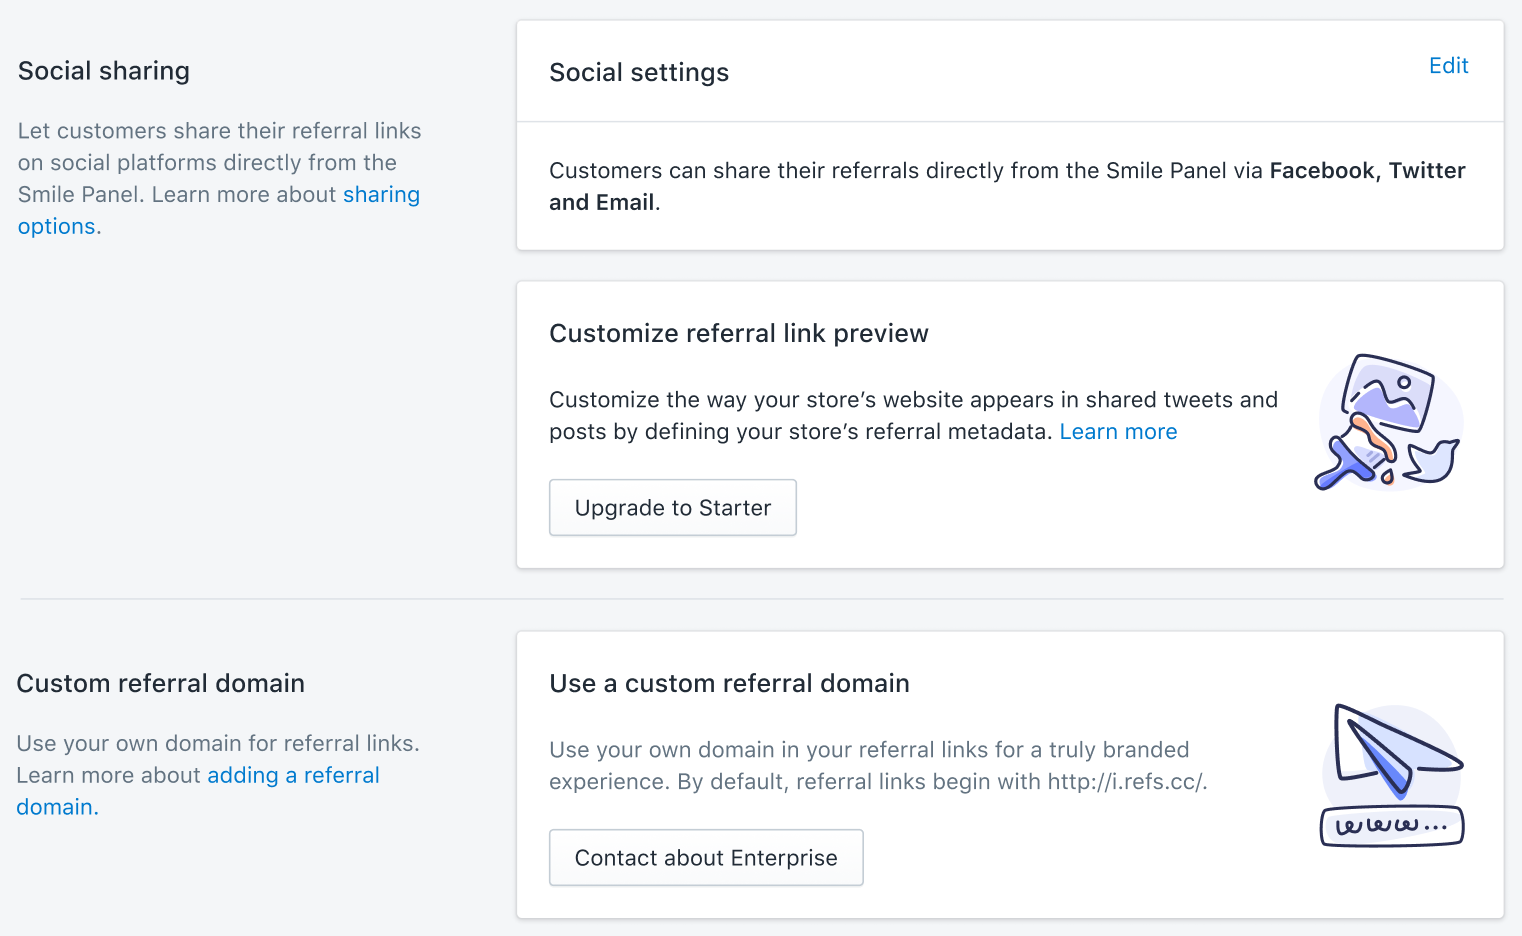 Social sharing
Let customers share their referral links
on social platforms directly from the
Smile Panel. Learn more about sharing
options.
Social settings
Edit
Customers can share their referrals directly from the Smile Panel via Facebook, Twitter
and Email.
Customize referral link preview
Customize the way your store’s website appears in shared tweets and
posts by defining your store’s referral metadata. Learn more
Upgrade to Starter
Custom referral domain
Use your own domain for referral links.
Learn more about adding a referral
domain.
Use a custom referral domain
Use your own domain in your referral links for a truly branded
experience. By default, referral links begin with http://i.refs.cc/.
Contact about Enterprise
www...